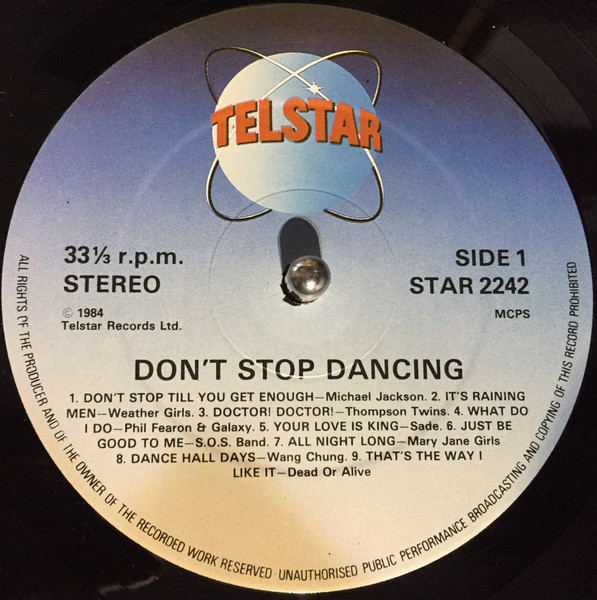 TELSTAR
33⅓ r.p.m.
STEREO
℗ 1984
Telstar Records Ltd.
SIDE 1
STAR 2242
MCPS
DON'T STOP DANCING
1. DON'T STOP TILL YOU GET ENOUGH—Michael Jackson. 2. IT'S RAINING
MEN—Weather Girls. 3. DOCTOR! DOCTOR!—Thompson Twins. 4. WHAT DO
I DO—Phil Fearon & Galaxy. 5. YOUR LOVE IS KING—Sade. 6. JUST BE
GOOD TO ME—S.O.S. Band. 7. ALL NIGHT LONG—Mary Jane Girls
8. DANCE HALL DAYS—Wang Chung. 9. THAT'S THE WAY I
LIKE IT—Dead Or Alive
ALL RIGHTS OF THE PRODUCER AND OF THE OWNER OF THE RECORDED WORK RESERVED · UNAUTHORISED PUBLIC PERFORMANCE BROADCASTING AND COPYING OF THIS RECORD PROHIBITED